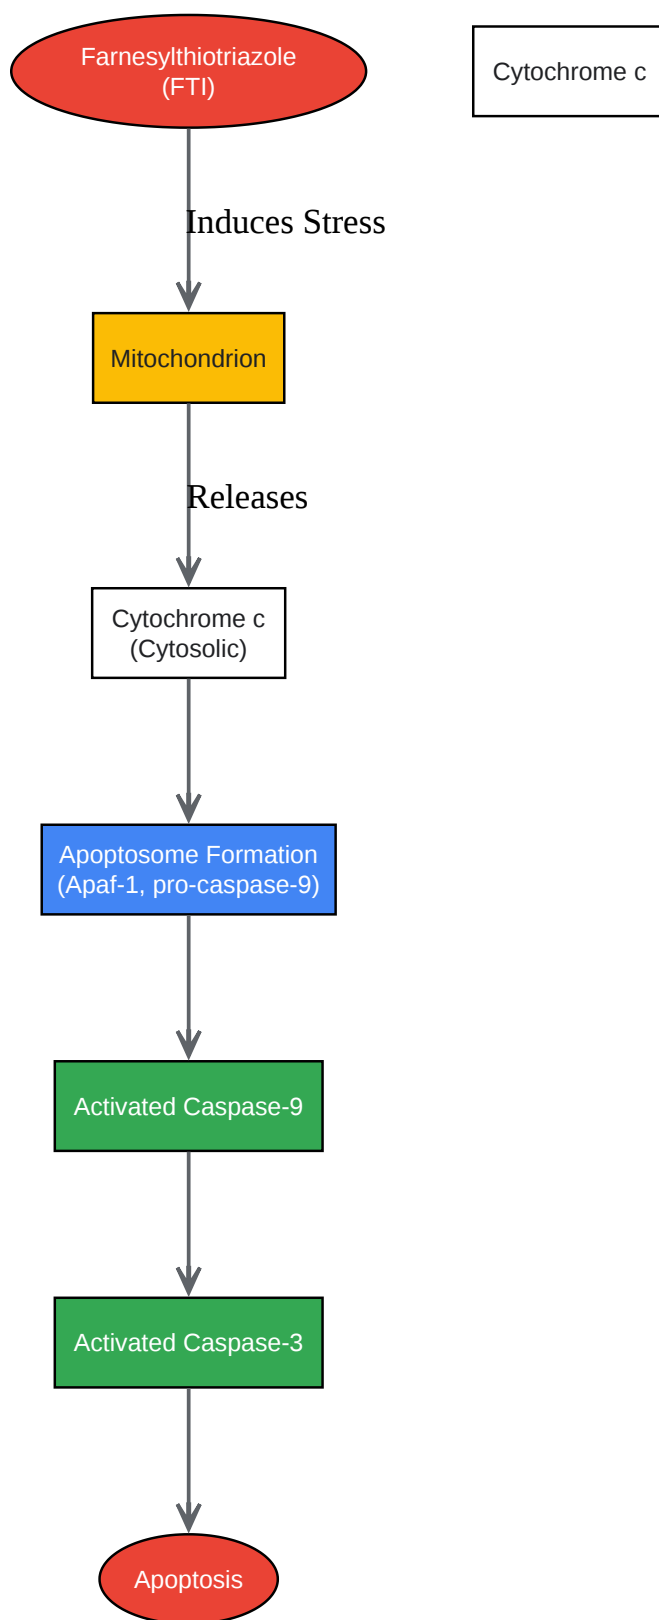 Farnesylthiotriazole
(FTI)
Cytochrome c
Induces Stress
Mitochondrion
Releases
Cytochrome c
(Cytosolic)
Apoptosome Formation
(Apaf-1, pro-caspase-9)
Activated Caspase-9
Activated Caspase-3
Apoptosis